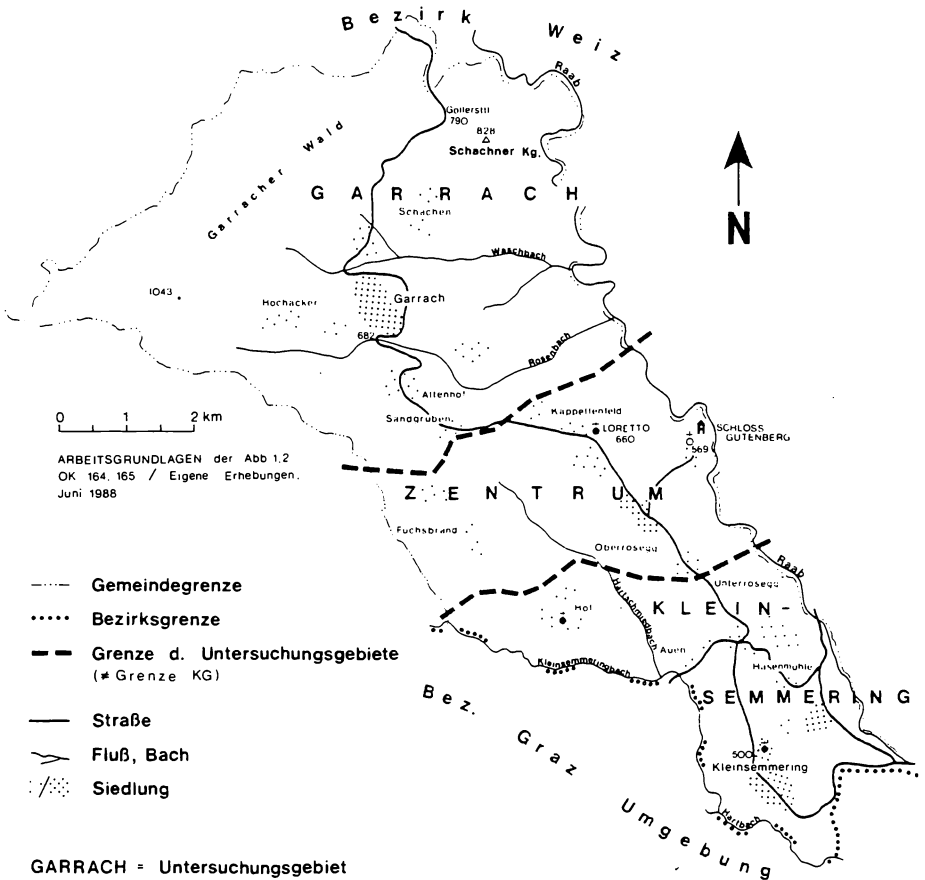 Bezirk Weiz
Raab
Gollersttl
790
828
Schachner Kg.
Garracher Wald
GARRACH
Schachen
Waschbach
1043
Hochäcker
Garrach
682
Rosenbach
N
Altenhof
Sandgruben
Kappellenfeld
LORETTO
660
SCHLOSS
GUTENBERG
569
0 1 2 km
ARBEITSGRUNDLAGEN der Abb 1,2
OK 164, 165 / Eigene Erhebungen,
Juni 1988
ZENTRUM
Fuchsbrand
Oberrosegg
Raab
Unterrosegg
Gemeindegrenze
Bezirksgrenze
Grenze d. Untersuchungsgebiete
(≠ Grenze KG)
Straße
Fluß, Bach
Siedlung
Hof
Hartschmiedbach
KLEIN-
Auen
Kleinsemmeringbach
Hasenmühle
SEMMERING
Bez. Graz Umgebung
500
Kleinsemmering
GARRACH = Untersuchungsgebiet